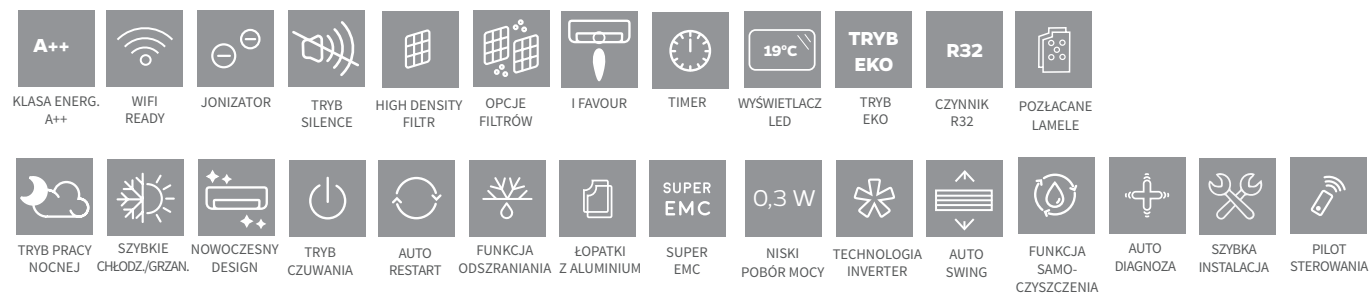 A++
KLASA ENERG.
A++
WIFI
READY
JONIZATOR
TRYB
SILENCE
HIGH DENSITY
FILTR
OPCJE
FILTRÓW
I FAVOUR
TIMER
19°C
WYŚWIETLACZ
LED
TRYB
EKO
TRYB
EKO
R32
CZYNNIK
R32
POZŁACANE
LAMELE
TRYB PRACY
NOCNEJ
SZYBKIE
CHŁODZ./GRZAN.
NOWOCZESNY
DESIGN
TRYB
CZUWANIA
AUTO
RESTART
FUNKCJA
ODSZRANIANIA
ŁOPATKI
Z ALUMINIUM
SUPER
EMC
SUPER
EMC
0,3 W
NISKI
POBÓR MOCY
TECHNOLOGIA
INVERTER
AUTO
SWING
FUNKCJA
SAMO-
CZYSZCZENIA
AUTO
DIAGNOZA
SZYBKA
INSTALACJA
PILOT
STEROWANIA